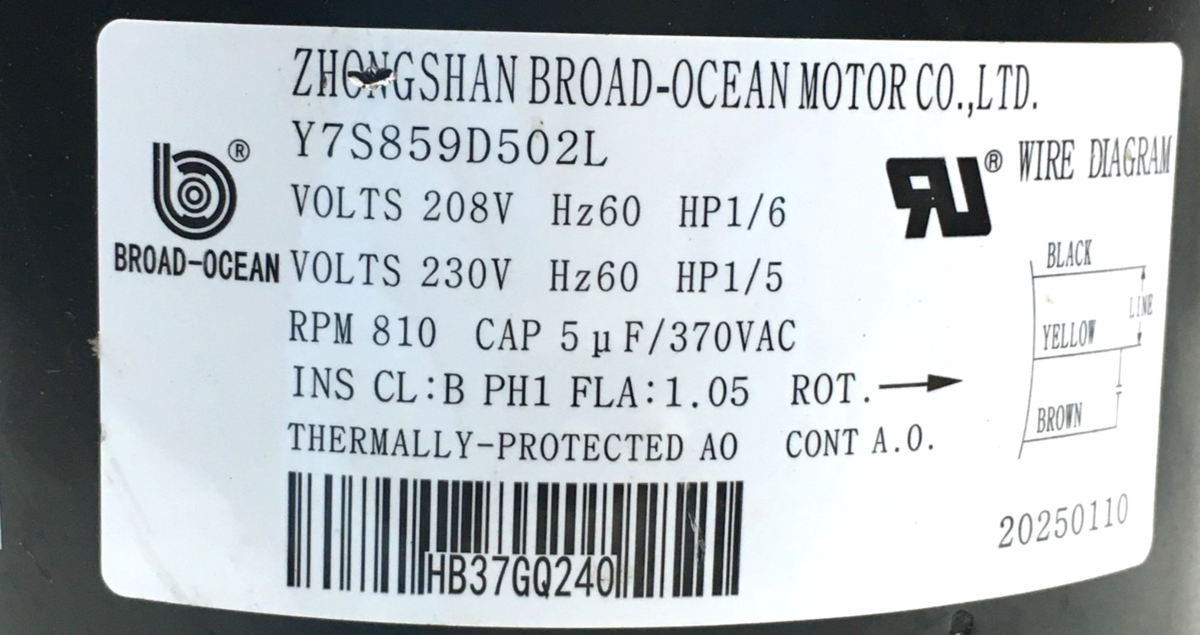 ZHONGSHAN BROAD-OCEAN MOTOR CO.,LTD.
Y7S859D502L
® BROAD-OCEAN
VOLTS 208V Hz60 HP1/6
VOLTS 230V Hz60 HP1/5
RPM 810 CAP 5μF/370VAC
INS CL:B PH1 FLA:1.05 ROT.
THERMALLY-PROTECTED AO CONT A.O.
HB37GQ240
RU® WIRE DIAGRAM
BLACK
LINE
YELLOW
BROWN
20250110